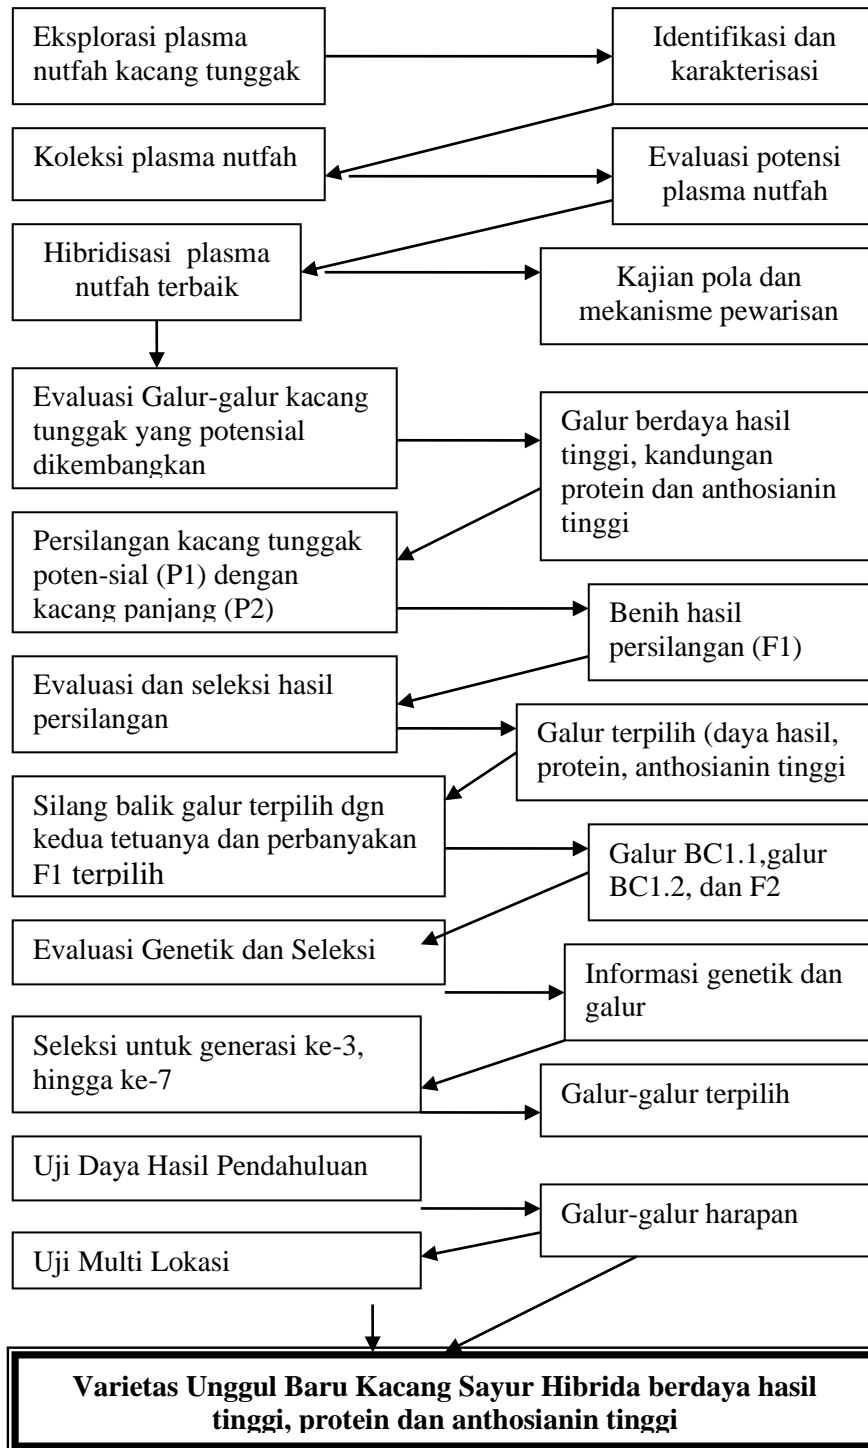 Eksplorasi plasma
nutfah kacang tunggak
Identifikasi dan
karakterisasi
Koleksi plasma nutfah
Evaluasi potensi
plasma nutfah
Hibridisasi plasma
nutfah terbaik
Kajian pola dan
mekanisme pewarisan
Evaluasi Galur-galur kacang
tunggak yang potensial
dikembangkan
Galur berdaya hasil
tinggi, kandungan
protein dan anthosianin
tinggi
Persilangan kacang tunggak
poten-sial (P1) dengan
kacang panjang (P2)
Benih hasil
persilangan (F1)
Evaluasi dan seleksi hasil
persilangan
Galur terpilih (daya hasil,
protein, anthosianin tinggi
Silang balik galur terpilih dgn
kedua tetuanya dan perbanyakan
F1 terpilih
Galur BC1.1,galur
BC1.2, dan F2
Evaluasi Genetik dan Seleksi
Informasi genetik dan
galur
Seleksi untuk generasi ke-3,
hingga ke-7
Galur-galur terpilih
Uji Daya Hasil Pendahuluan
Galur-galur harapan
Uji Multi Lokasi
Varietas Unggul Baru Kacang Sayur Hibrida berdaya hasil
tinggi, protein dan anthosianin tinggi